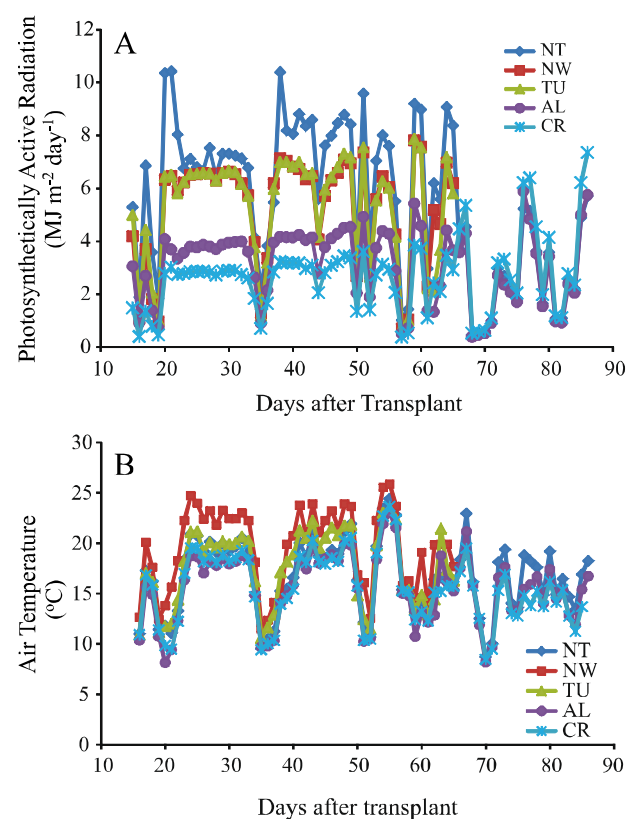 A
Photosynthetically Active Radiation
(MJ m-2 day-1)
12
10
8
6
4
2
0
NT
NW
TU
AL
CR
10 20 30 40 50 60 70 80 90
Days after Transplant
B
Air Temperature
(oC)
30
25
20
15
10
5
0
NT
NW
TU
AL
CR
10 20 30 40 50 60 70 80 90
Days after transplant